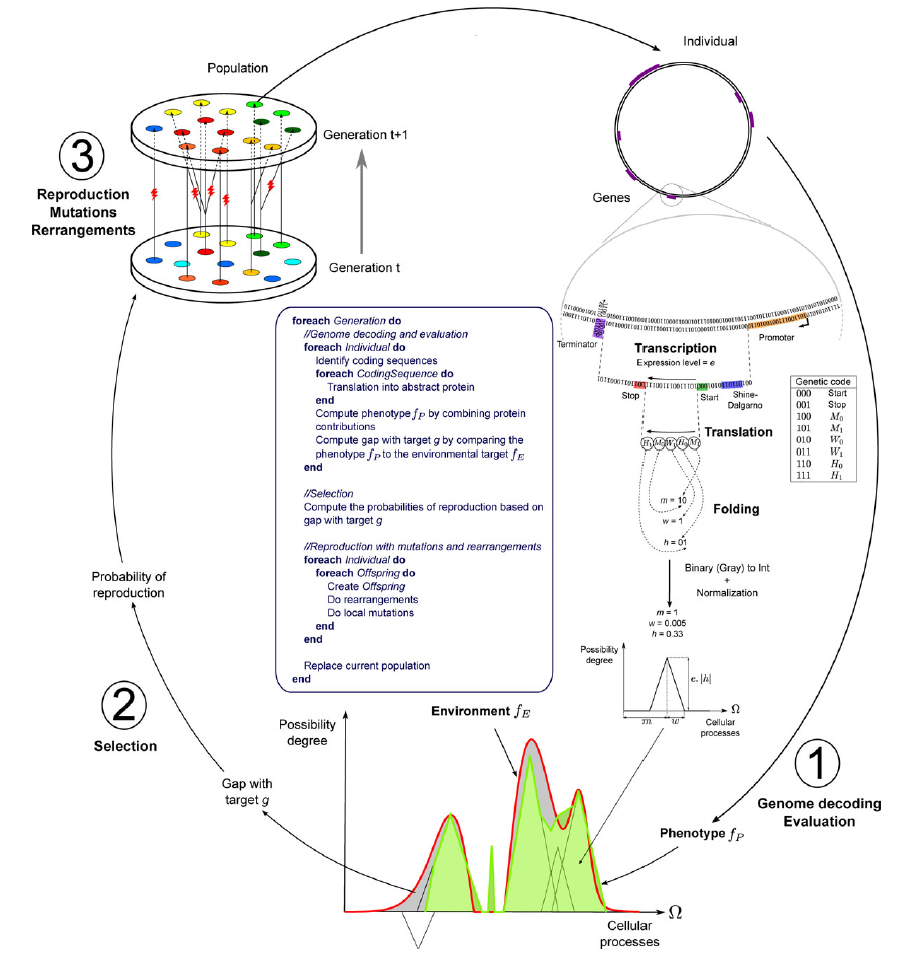 Individual
Population
Generation t+1
3
Reproduction
Mutations
Rerrangements
Genes
Generation t
foreach Generation do
//Genome decoding and evaluation
foreach Individual do
Identify coding sequences
foreach CodingSequence do
Translation into abstract protein
end
Compute phenotype f_P by combining protein
contributions
Compute gap with target g by comparing the
phenotype f_P to the environmental target f_E
end
//Selection
Compute the probabilities of reproduction based on
gap with target g
//Reproduction with mutations and rearrangements
foreach Individual do
foreach Offspring do
Create Offspring
Do rearrangements
Do local mutations
end
end
Replace current population
end
Terminator
Promoter
Transcription
Expression level = e
Stop
Start
Shine-
Dalgarno
Genetic code
000 Start
001 Stop
100 M_0
101 M_1
010 W_0
011 W_1
110 H_0
111 H_1
Translation
H_1 M_0 W_1 H_0 M_1
m = 10
Folding
w = 1
h = 01
Binary (Gray) to Int
+
Normalization
m = 1
w = 0.005
h = 0.33
Possibility
degree
e.|h|
Ω
m
w
Cellular
processes
Probability of
reproduction
2
Selection
Gap with
target g
Environment f_E
Possibility
degree
1
Genome decoding
Evaluation
Phenotype f_P
Ω
Cellular
processes